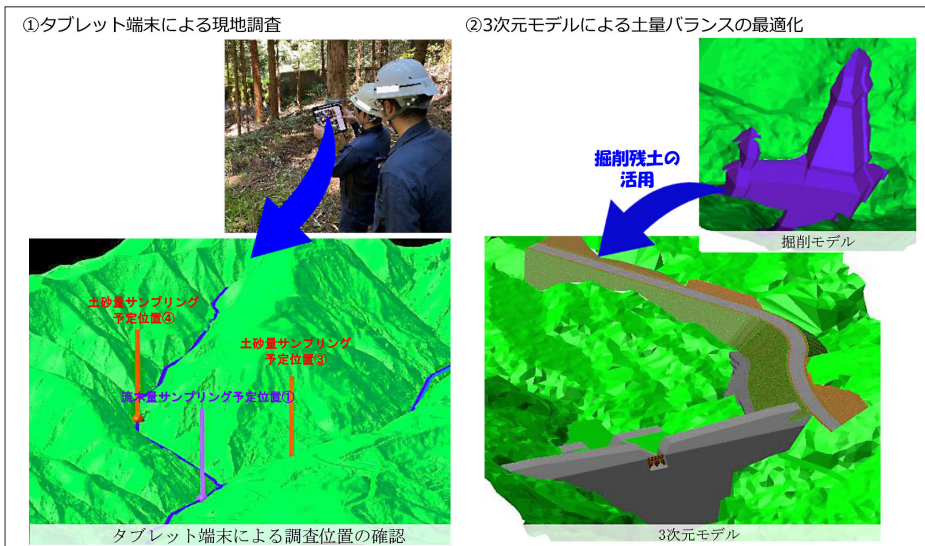 ①タブレット端末による現地調査
②3次元モデルによる土量バランスの最適化
掘削残土の
活用
掘削モデル
土砂量サンプリング
予定位置④
土砂量サンプリング
予定位置③
流木量サンプリング予定位置①
タブレット端末による調査位置の確認
3次元モデル